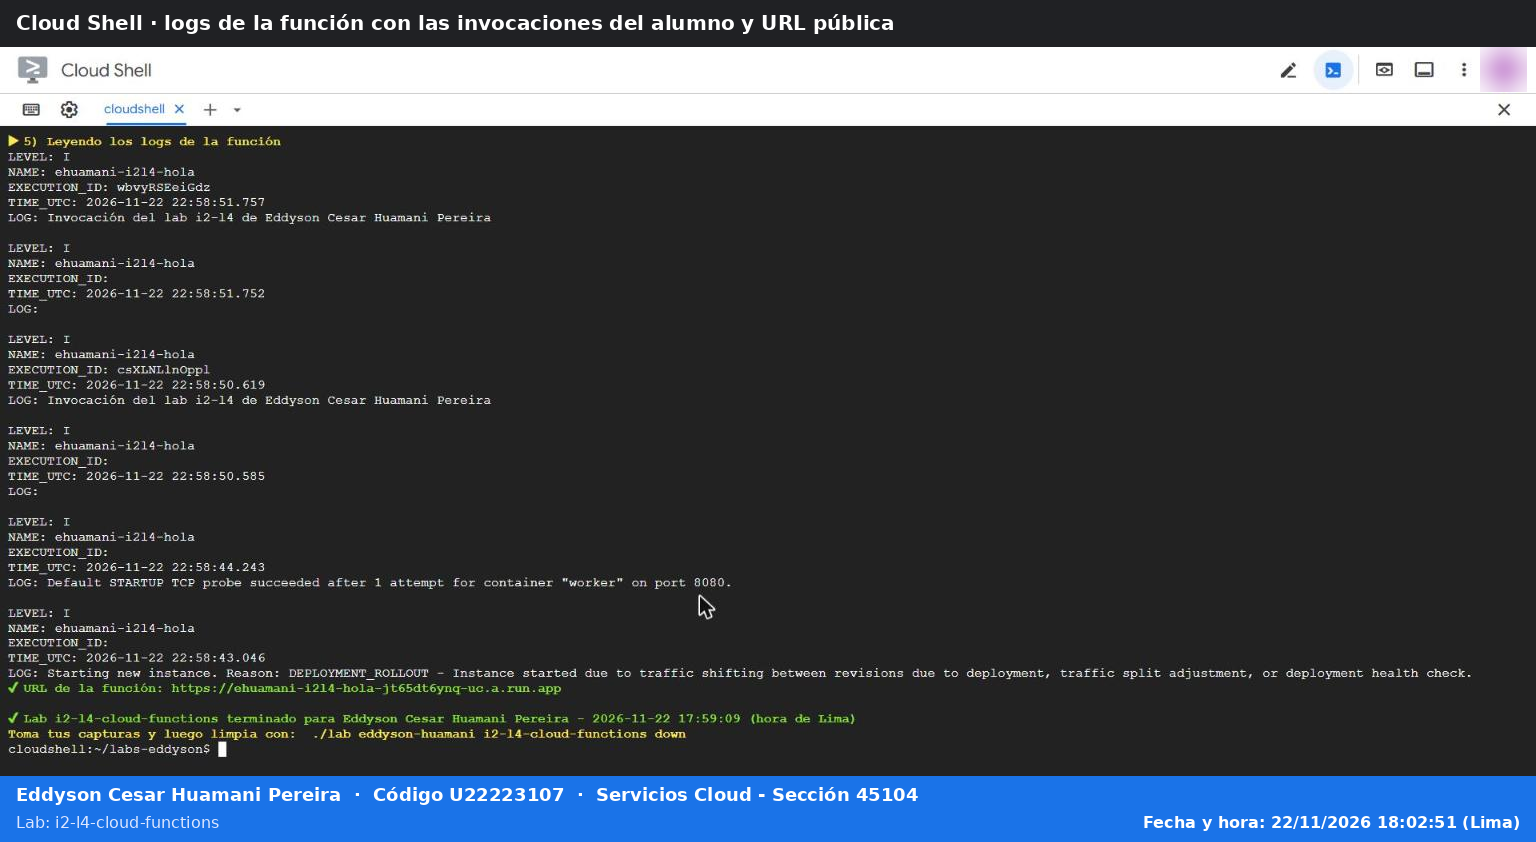 Cloud Shell · logs de la función con las invocaciones del alumno y URL pública
Cloud Shell
cloudshell
5) Leyendo los logs de la función
LEVEL: I
NAME: ehuamani-i2l4-hola
EXECUTION_ID: wbvyRSEeiGdz
TIME_UTC: 2026-11-22 22:58:51.757
LOG: Invocación del lab i2-l4 de Eddyson Cesar Huamani Pereira
LEVEL: I
NAME: ehuamani-i2l4-hola
EXECUTION_ID:
TIME_UTC: 2026-11-22 22:58:51.752
LOG:
LEVEL: I
NAME: ehuamani-i2l4-hola
EXECUTION_ID: csXLNLlnOppl
TIME_UTC: 2026-11-22 22:58:50.619
LOG: Invocación del lab i2-l4 de Eddyson Cesar Huamani Pereira
LEVEL: I
NAME: ehuamani-i2l4-hola
EXECUTION_ID:
TIME_UTC: 2026-11-22 22:58:50.585
LOG:
LEVEL: I
NAME: ehuamani-i2l4-hola
EXECUTION_ID:
TIME_UTC: 2026-11-22 22:58:44.243
LOG: Default STARTUP TCP probe succeeded after 1 attempt for container "worker" on port 8080.
LEVEL: I
NAME: ehuamani-i2l4-hola
EXECUTION_ID:
TIME_UTC: 2026-11-22 22:58:43.046
LOG: Starting new instance. Reason: DEPLOYMENT_ROLLOUT - Instance started due to traffic shifting between revisions due to deployment, traffic split adjustment, or deployment health check.
✓ URL de la función: https://ehuamani-i2l4-hola-jt65dt6ynq-uc.a.run.app
✓ Lab i2-l4-cloud-functions terminado para Eddyson Cesar Huamani Pereira - 2026-11-22 17:59:09 (hora de Lima)
Toma tus capturas y luego limpia con:  ./lab eddyson-huamani i2-l4-cloud-functions down
cloudshell:~/labs-eddyson$
Eddyson Cesar Huamani Pereira · Código U22223107 · Servicios Cloud - Sección 45104
Lab: i2-l4-cloud-functions
Fecha y hora: 22/11/2026 18:02:51 (Lima)